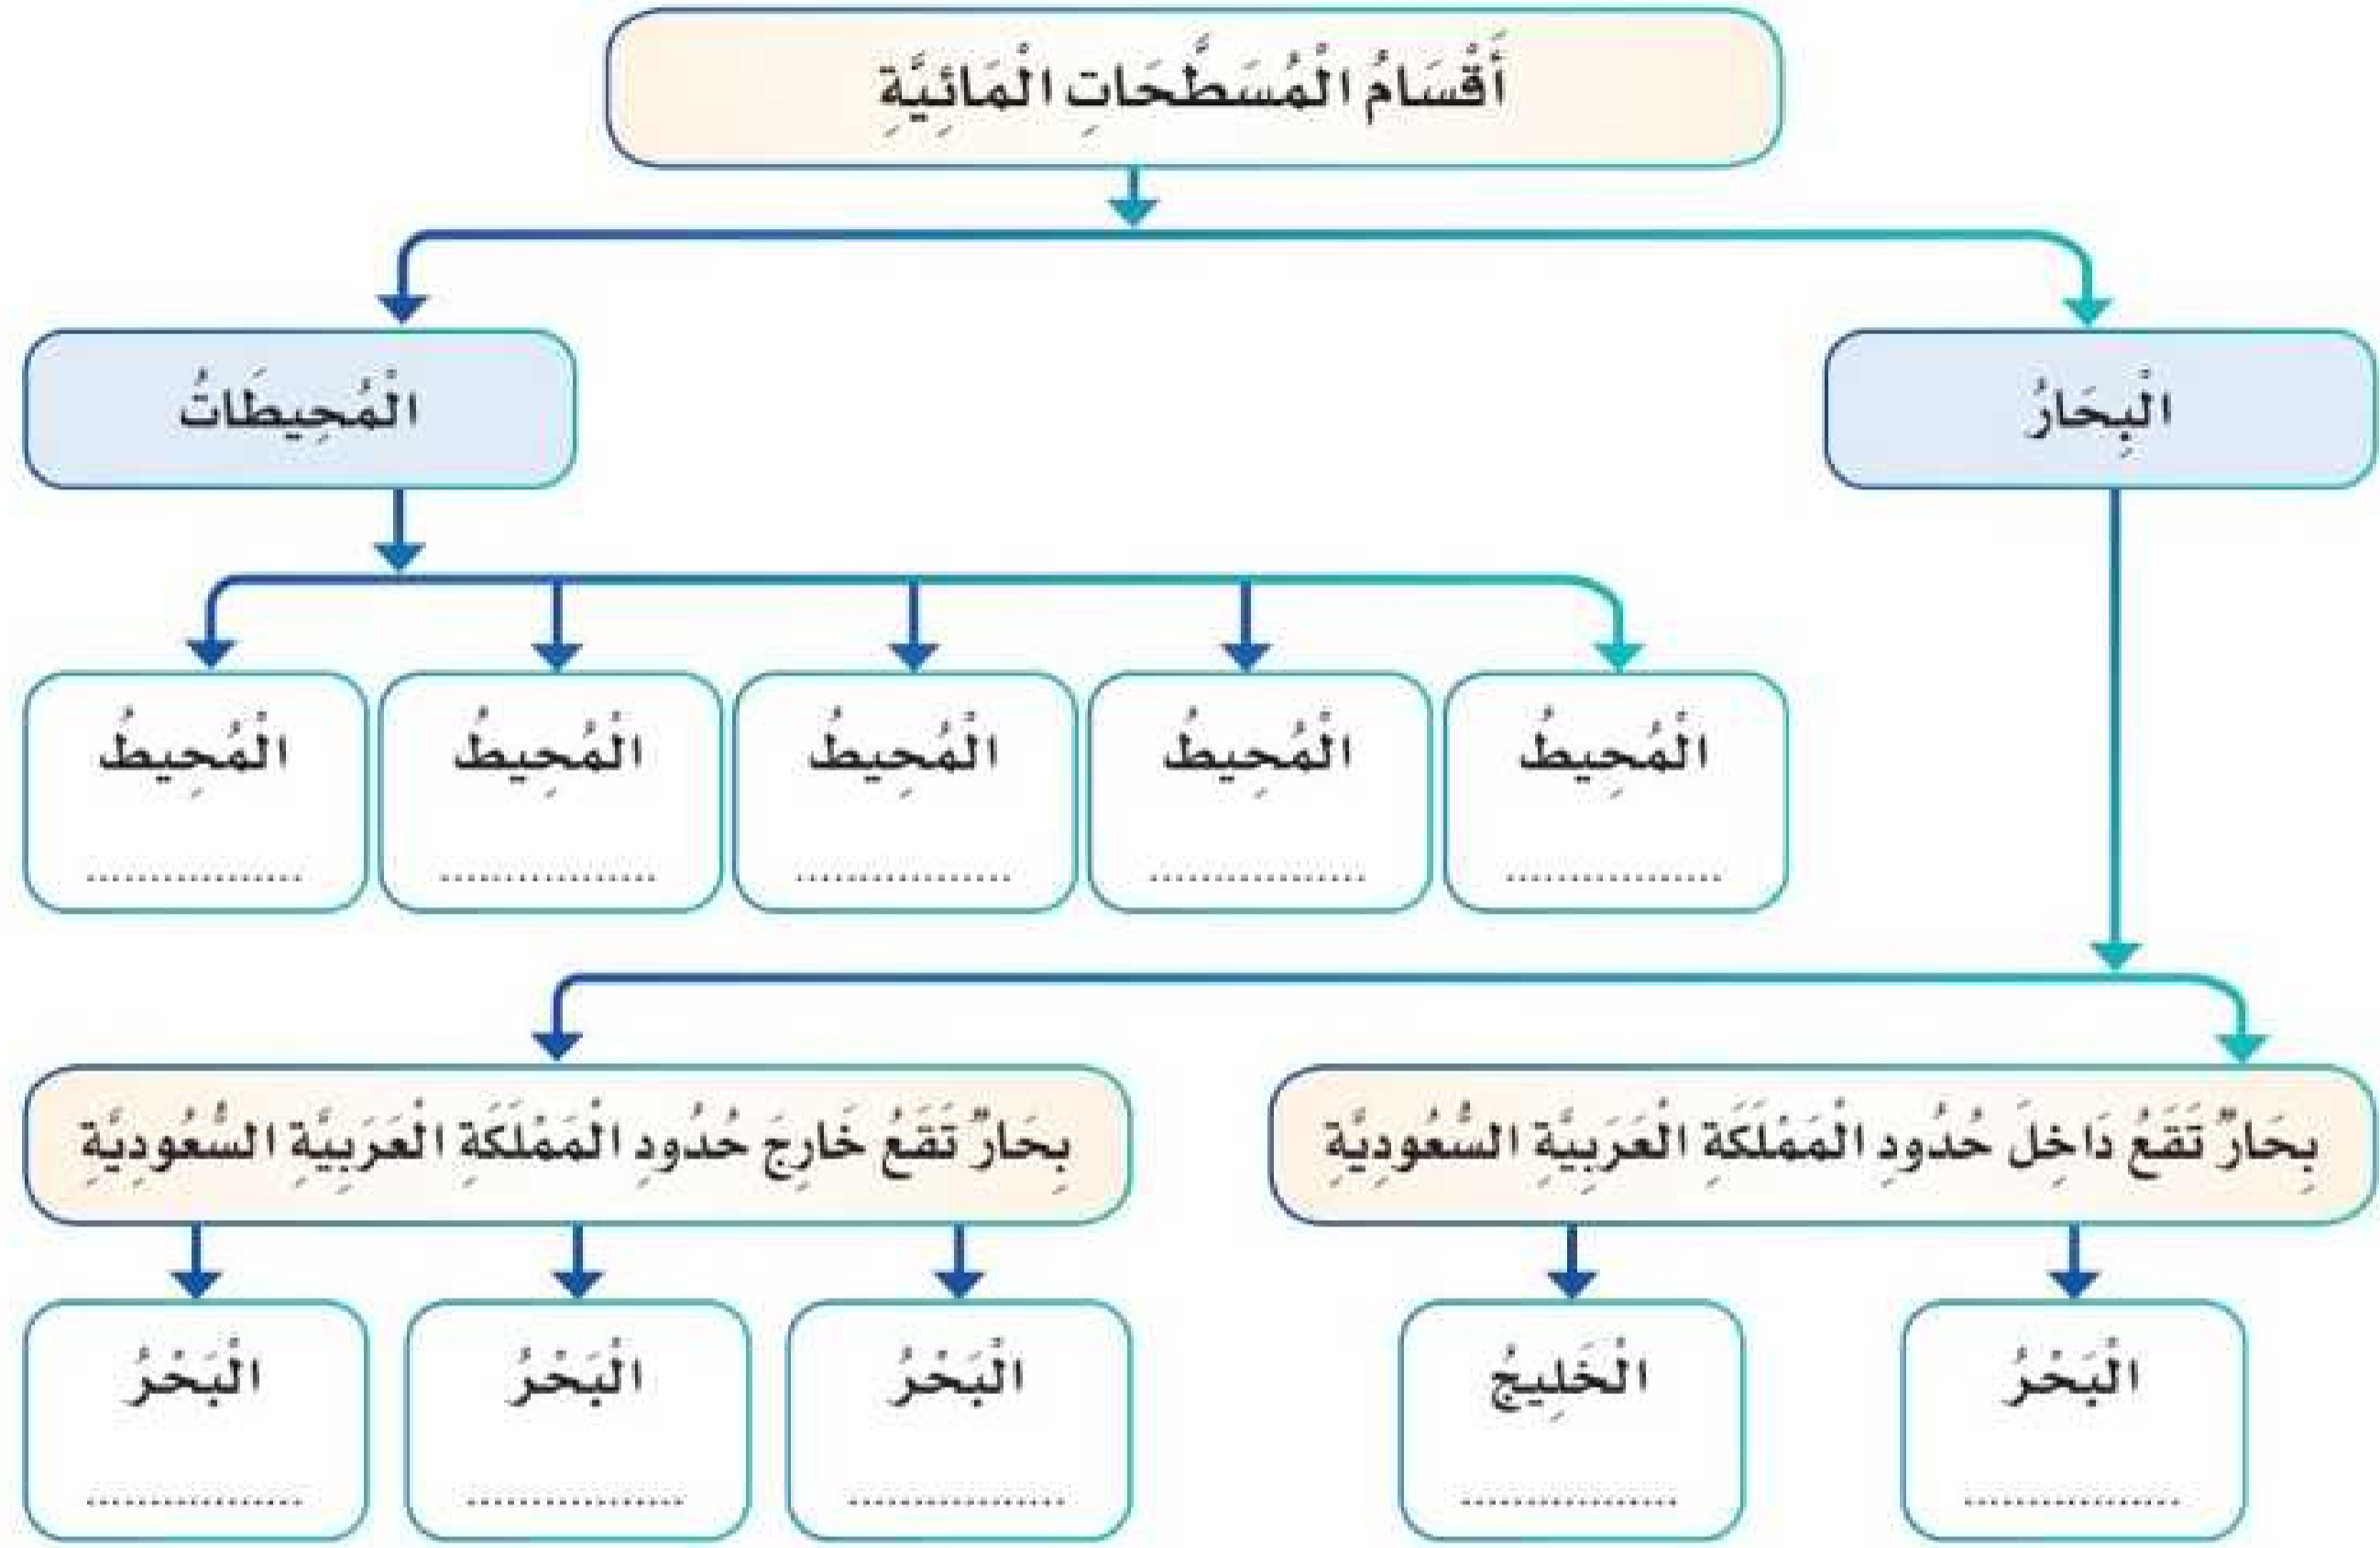 أَقْسَامُ الْمُسَطَّحَاتِ الْمَائِيَّةِ
الْبِحَارُ
الْمُحِيطَاتُ
الْمُحِيطُ
................
الْمُحِيطُ
................
الْمُحِيطُ
................
الْمُحِيطُ
................
الْمُحِيطُ
................
بِحَارٌ تَقَعُ دَاخِلَ حُدُودِ الْمَمْلَكَةِ الْعَرَبِيَّةِ السُّعُودِيَّةِ
بِحَارٌ تَقَعُ خَارِجَ حُدُودِ الْمَمْلَكَةِ الْعَرَبِيَّةِ السُّعُودِيَّةِ
الْبَحْرُ
................
الْخَلِيجُ
................
الْبَحْرُ
................
الْبَحْرُ
................
الْبَحْرُ
................